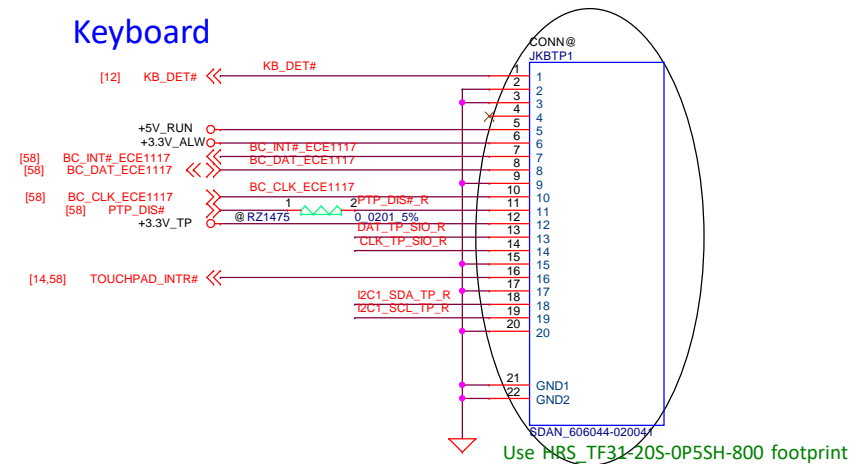 Keyboard
CONN@
JKBTP1
[12] KB_DET# KB_DET# 1 1
2 2
3 3
4 4
+5V_RUN 5 5
+3.3V_ALW 6 6
[58] BC_INT#_ECE1117 BC_INT#_ECE1117 7 7
[58] BC_DAT_ECE1117 BC_DAT_ECE1117 8 8
9 9
[58] BC_CLK_ECE1117 BC_CLK_ECE1117 10 10
[58] PTP_DIS# 1 2 PTP_DIS#_R 11 11
+3.3V_TP @ RZ1475 0_0201_5% 12 12
DAT_TP_SIO_R 13 13
CLK_TP_SIO_R 14 14
15 15
[14,58] TOUCHPAD_INTR# 16 16
17 17
I2C1_SDA_TP_R 18 18
I2C1_SCL_TP_R 19 19
20 20
21 GND1
22 GND2
SDAN_606044-020041
Use HRS_TF31-20S-0P5SH-800 footprint